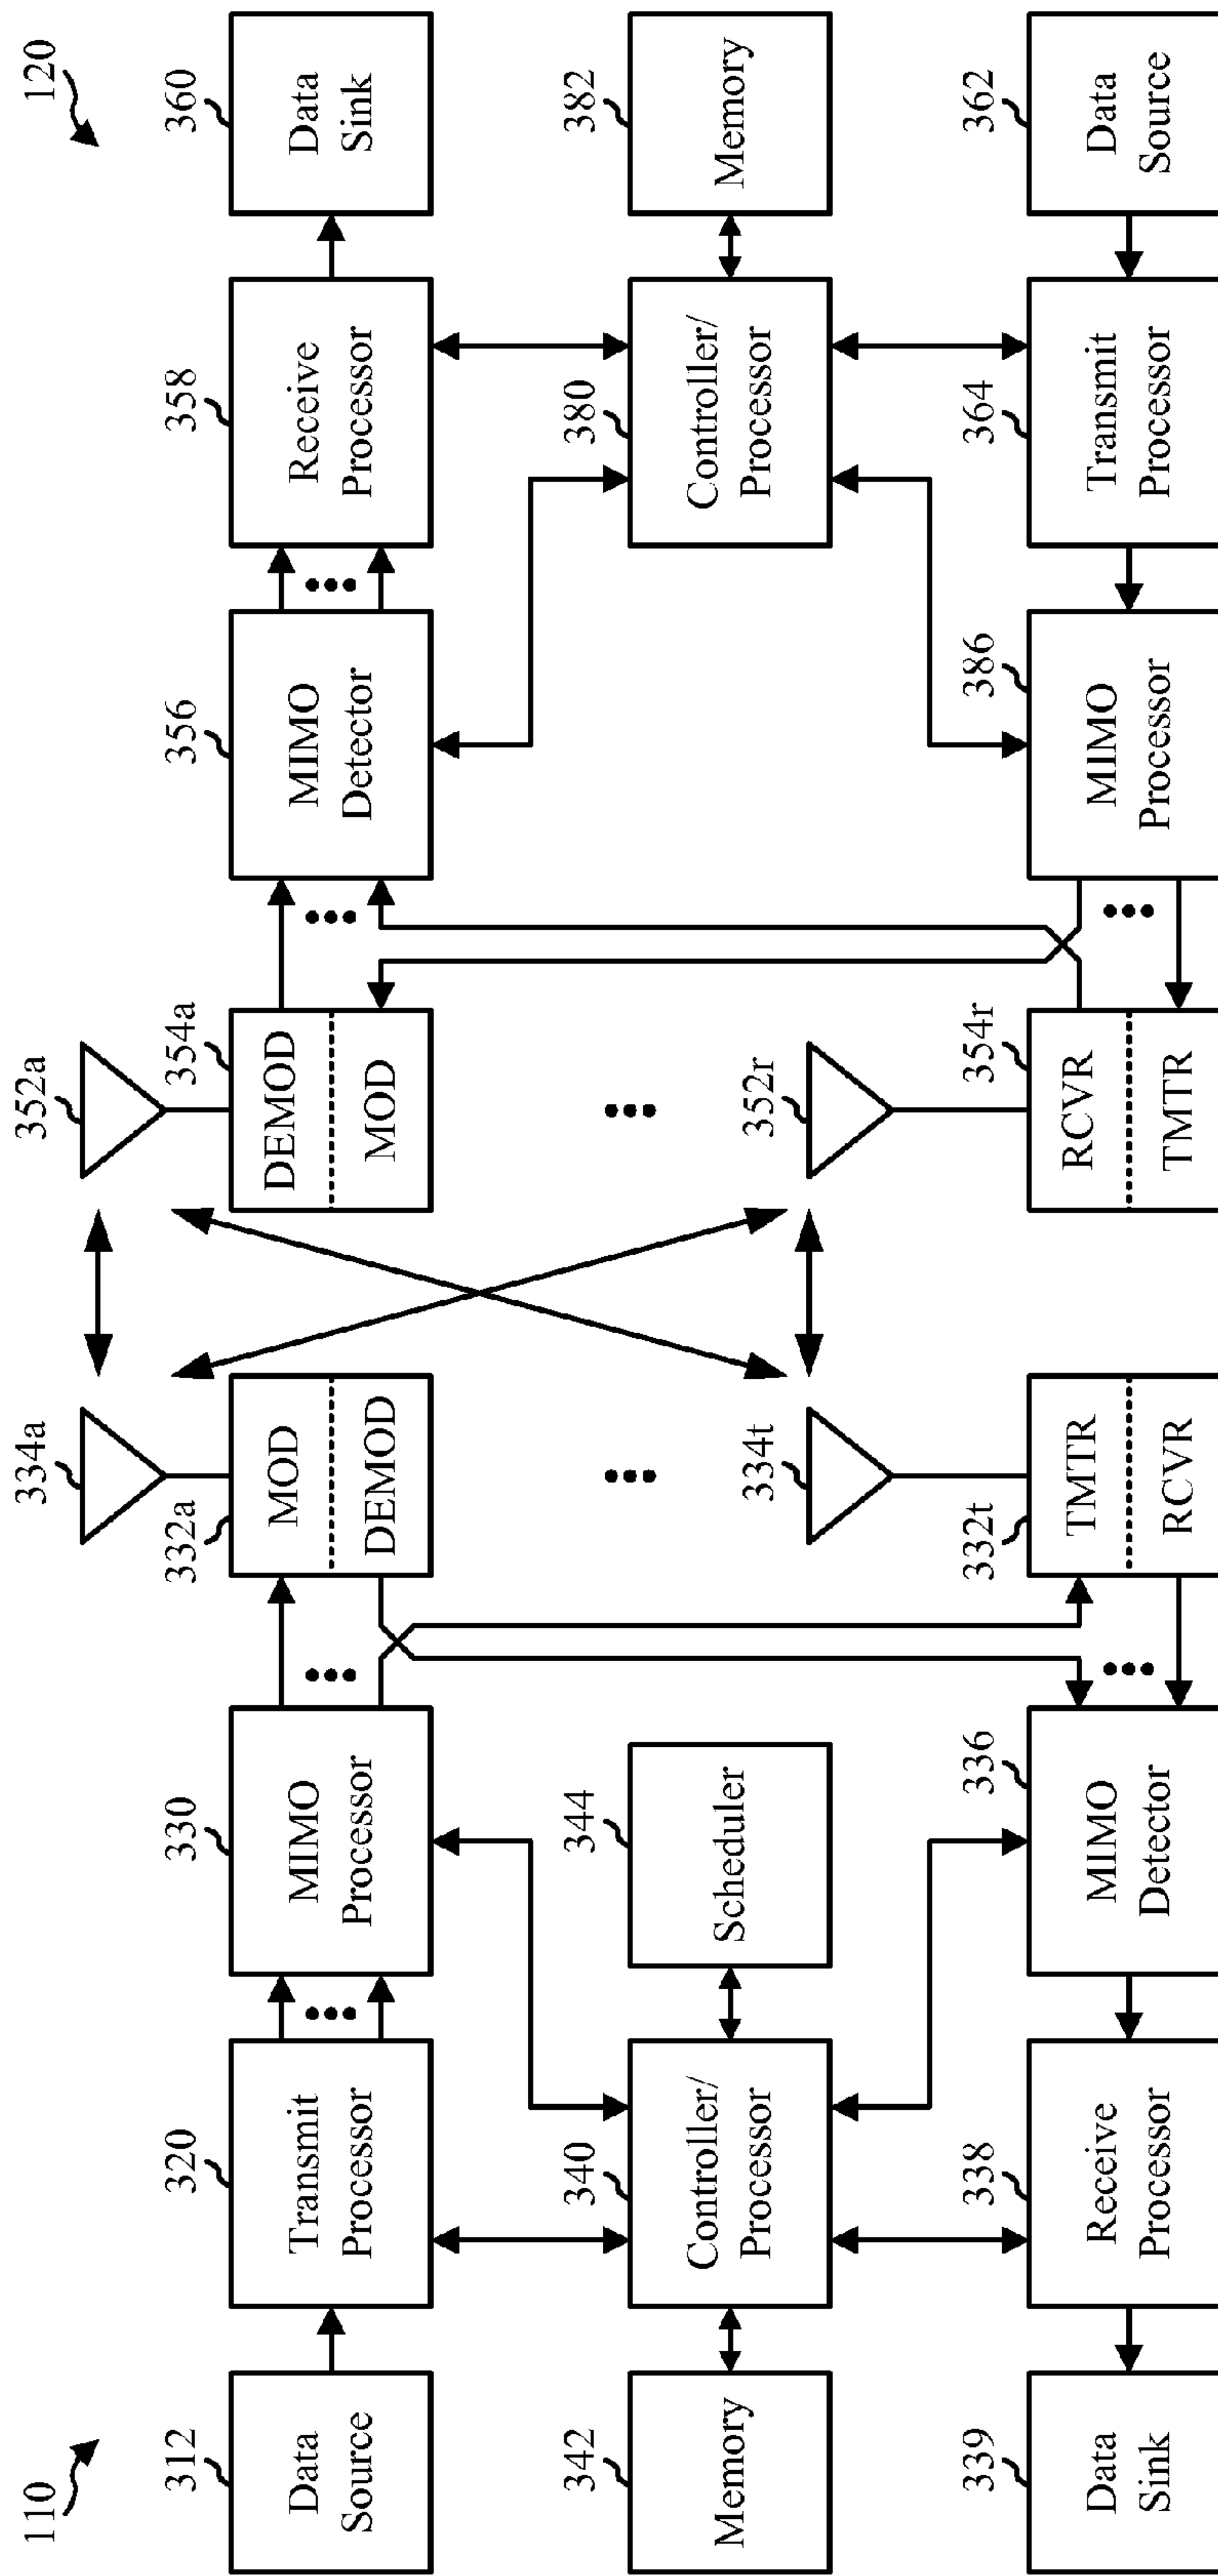 110
120
334a
352a
312
320
330
332a
354a
356
358
360
Data
Source
Transmit
Processor
MIMO
Processor
MOD
DEMOD
DEMOD
MOD
MIMO
Detector
Receive
Processor
Data
Sink
342
340
344
334t
352r
380
382
Memory
Controller/
Processor
Scheduler
Controller/
Processor
Memory
339
338
336
332t
354r
386
364
362
Data
Sink
Receive
Processor
MIMO
Detector
TMTR
RCVR
RCVR
TMTR
MIMO
Processor
Transmit
Processor
Data
Source